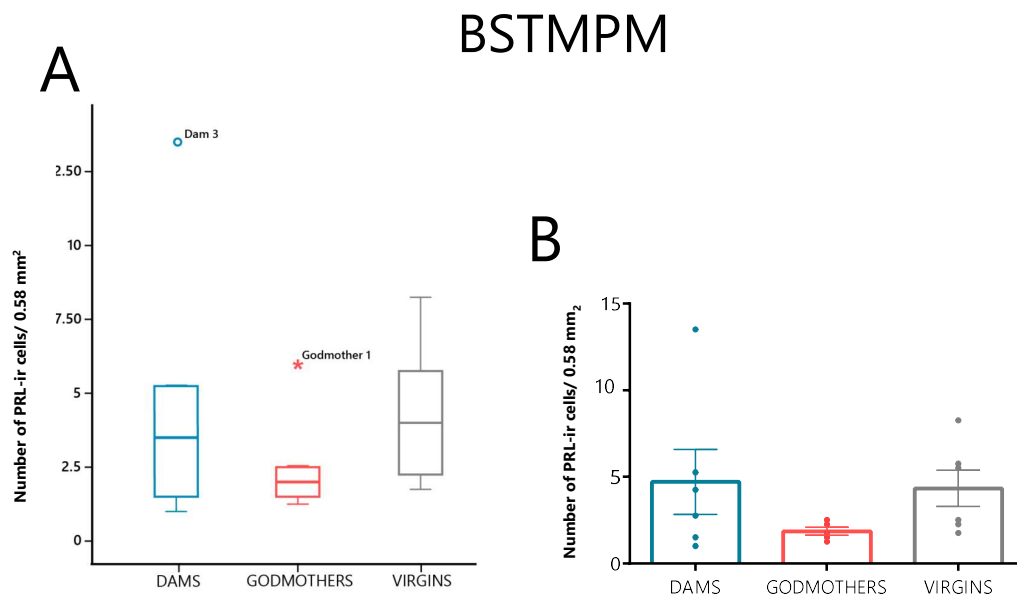 BSTMPM
A
Number of PRL-ir cells/ 0.58 mm²
2.50
10
7.50
5
2.5
0
Dam 3
Godmother 1
DAMS GODMOTHERS VIRGINS
B
Number of PRL-ir cells/ 0.58 mm₂
15
10
5
0
DAMS GODMOTHERS VIRGINS